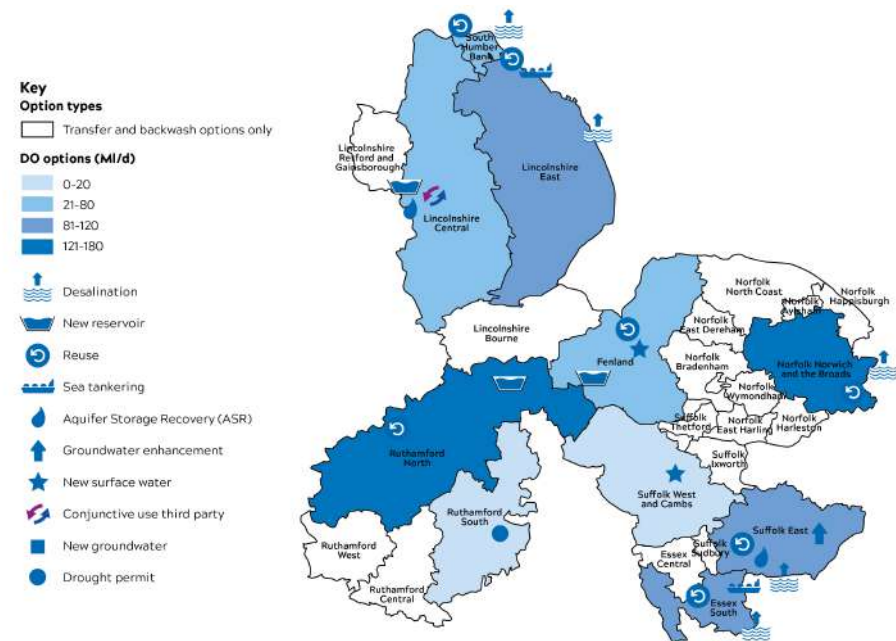 Key
Option types
Transfer and backwash options only
DO options (Ml/d)
0-20
21-80
81-120
121-180
Desalination
New reservoir
Reuse
Sea tankering
Aquifer Storage Recovery (ASR)
Groundwater enhancement
New surface water
Conjunctive use third party
New groundwater
Drought permit
South
Humber
Bank
Lincolnshire
Retford and
Gainsborough
Lincolnshire
East
Lincolnshire
Central
Lincolnshire
Bourne
Fenland
Norfolk
North Coast
Norfolk
Happisburgh
Norfolk
Aylsham
Norfolk
East Dereham
Norfolk
Bradenham
Norfolk Norwich
and the Broads
Norfolk
Wymondham
Norfolk
Harleston
Norfolk
East Harling
Suffolk
Thetford
Suffolk
Ixworth
Ruthamford
North
Ruthamford
South
Ruthamford
West
Ruthamford
Central
Suffolk West
and Cambs
Suffolk East
Suffolk
Sudbury
Essex
Central
Essex
South